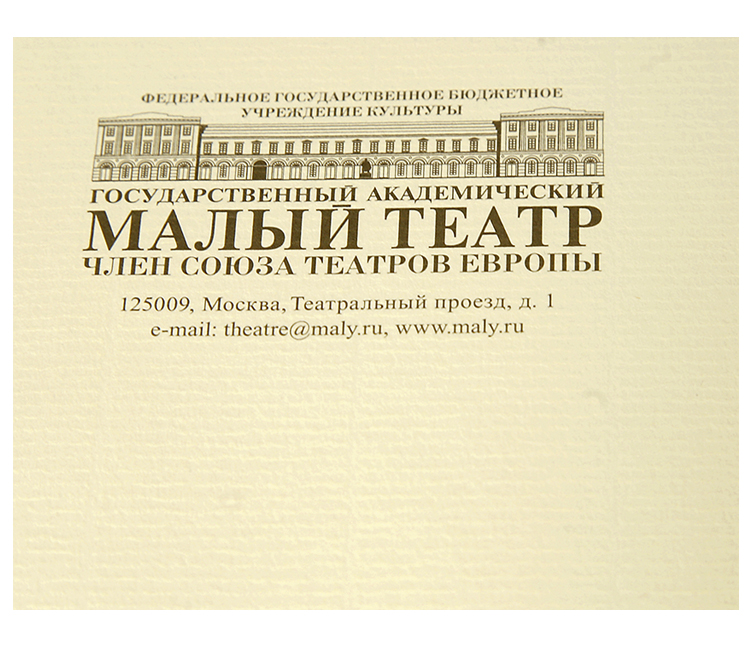 ФЕДЕРАЛЬНОЕ ГОСУДАРСТВЕННОЕ БЮДЖЕТНОЕ
УЧРЕЖДЕНИЕ КУЛЬТУРЫ
ГОСУДАРСТВЕННЫЙ АКАДЕМИЧЕСКИЙ
МАЛЫЙ ТЕАТР
ЧЛЕН СОЮЗА ТЕАТРОВ ЕВРОПЫ
125009, Москва, Театральный проезд, д. 1
e-mail: theatre@maly.ru, www.maly.ru